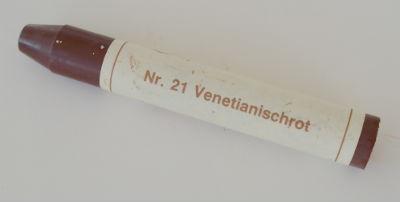 Nr. 21 Venetianischrot